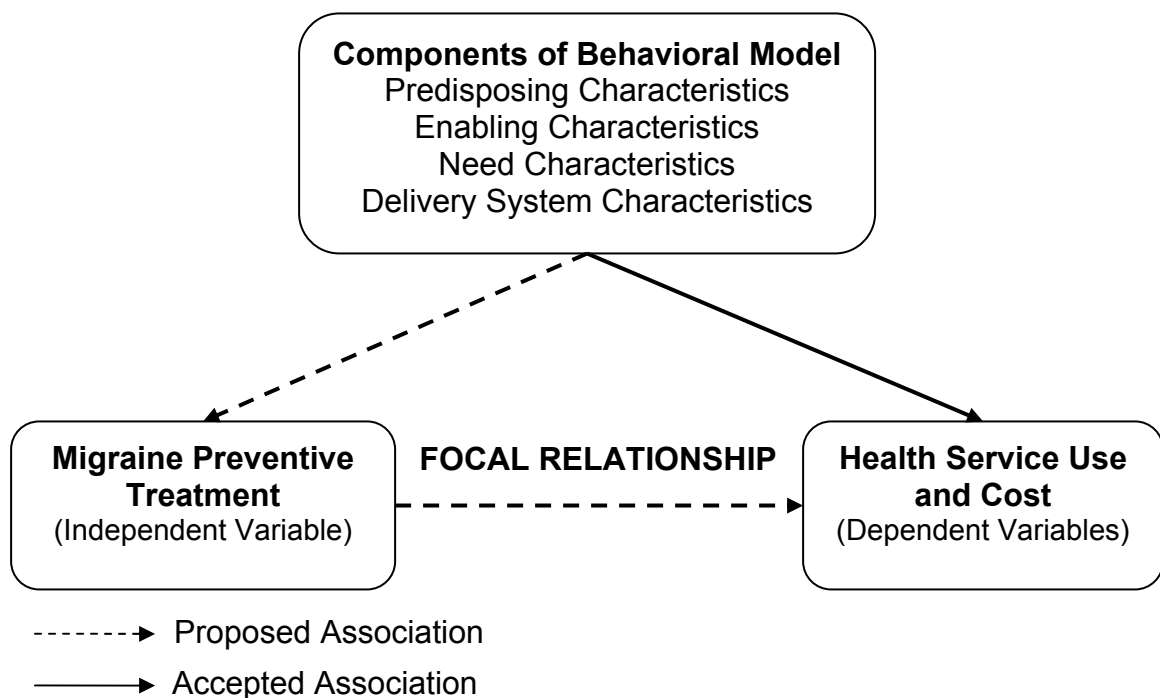 Components of Behavioral Model
Predisposing Characteristics
Enabling Characteristics
Need Characteristics
Delivery System Characteristics
Migraine Preventive
Treatment
(Independent Variable)
FOCAL RELATIONSHIP
Health Service Use
and Cost
(Dependent Variables)
Proposed Association
Accepted Association